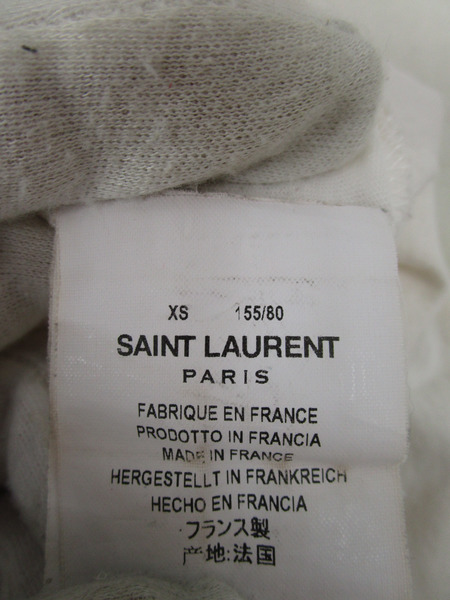 XS 155/80
SAINT LAURENT
PARIS
FABRIQUE EN FRANCE
PRODOTTO IN FRANCIA
MADE IN FRANCE
HERGESTELLT IN FRANKREICH
HECHO EN FRANCIA
フランス製
产地:法国